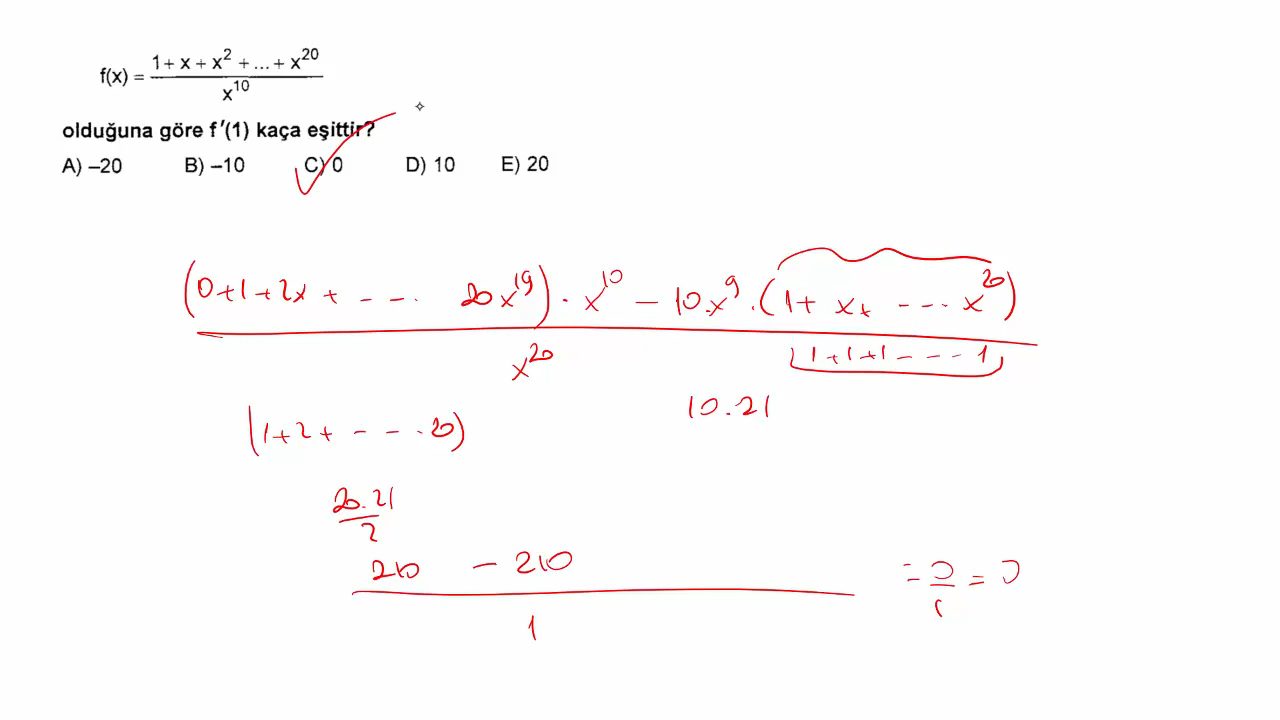 f(x) = (1 + x + x² + ... + x²⁰) / x¹⁰
olduğuna göre f ′(1) kaça eşittir?
A) –20 B) –10 C) 0 D) 10 E) 20
(0+1+2x + - - ... 20x¹⁹) · x¹⁰ − 10.x⁹ . (1+ x+ - ... x²⁰)
x²⁰
1+1+1 - - - 1
(1+2+ - - ... 20)
10.21
20.21
2
210 − 210
1
= 0/1 = 0